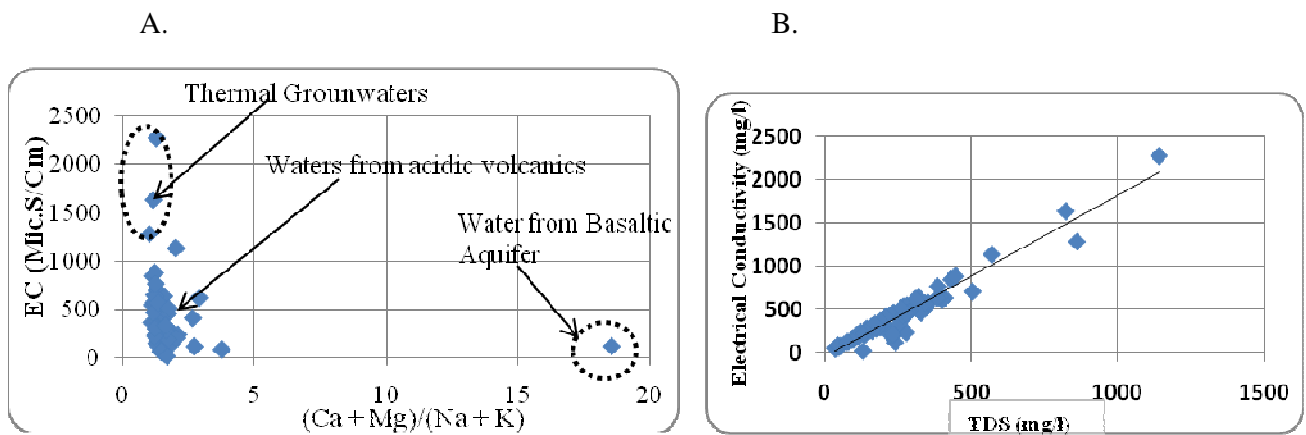 A.
B.
Thermal Grounwaters
Waters from acidic volcanics
Water from Basaltic
Aquifer
EC (Mic.S/Cm)
2500
2000
1500
1000
500
0
0 5 10 15 20
(Ca + Mg)/(Na + K)
Electrical Conductivity (mg/l)
2500
2000
1500
1000
500
0
0 500 1000 1500
TDS (mg/l)